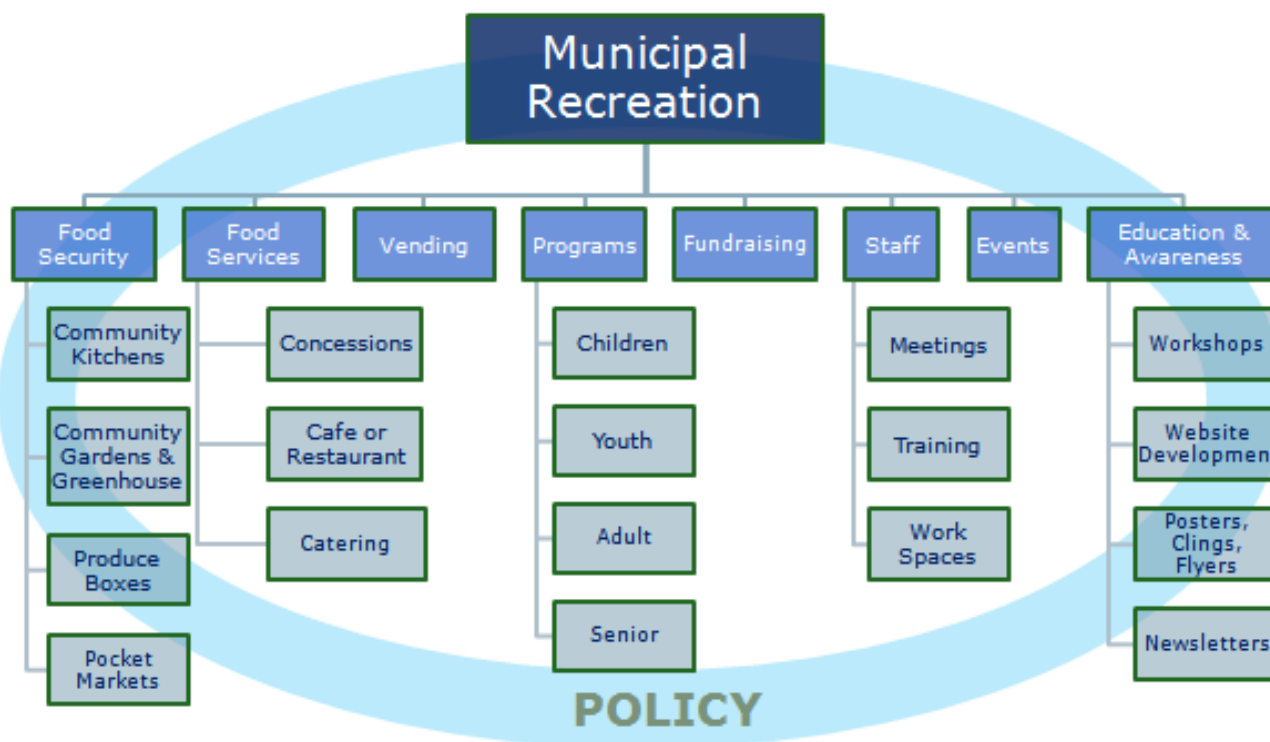 Municipal
Recreation
Food
Security
Food
Services
Vending
Programs
Fundraising
Staff
Events
Education &
Awareness
Community
Kitchens
Community
Gardens &
Greenhouse
Produce
Boxes
Pocket
Markets
Concessions
Cafe or
Restaurant
Catering
Children
Youth
Adult
Senior
Meetings
Training
Work
Spaces
Workshops
Website
Developmen
Posters,
Clings,
Flyers
Newsletters
POLICY